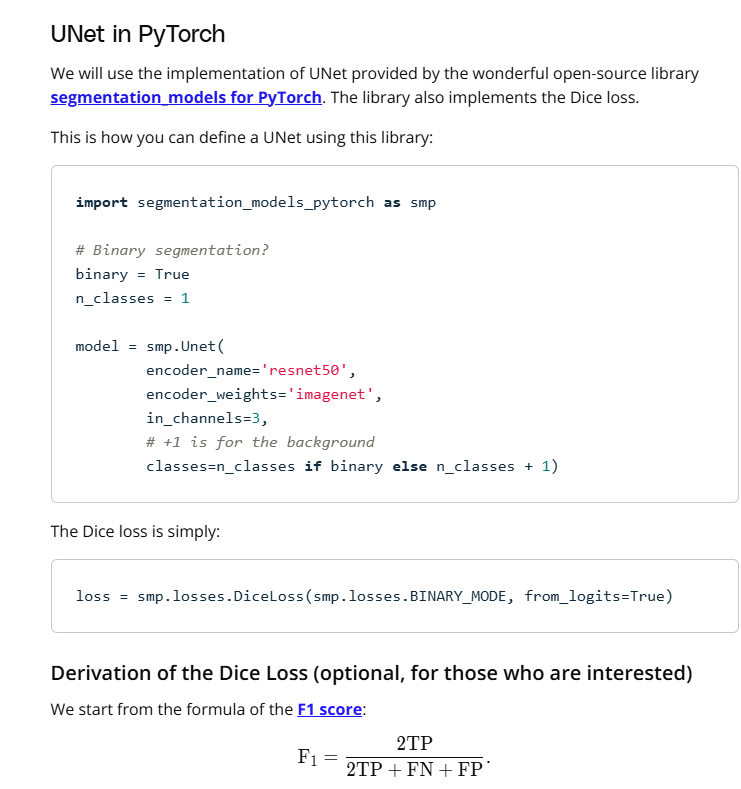 UNet in PyTorch
We will use the implementation of UNet provided by the wonderful open-source library
segmentation_models for PyTorch. The library also implements the Dice loss.
This is how you can define a UNet using this library:
import segmentation_models_pytorch as smp
# Binary segmentation?
binary = True
n_classes = 1
model = smp.Unet(
        encoder_name='resnet50',
        encoder_weights='imagenet',
        in_channels=3,
        # +1 is for the background
        classes=n_classes if binary else n_classes + 1)
The Dice loss is simply:
loss = smp.losses.DiceLoss(smp.losses.BINARY_MODE, from_logits=True)
Derivation of the Dice Loss (optional, for those who are interested)
We start from the formula of the F1 score:
F₁ = 2TP / (2TP + FN + FP).